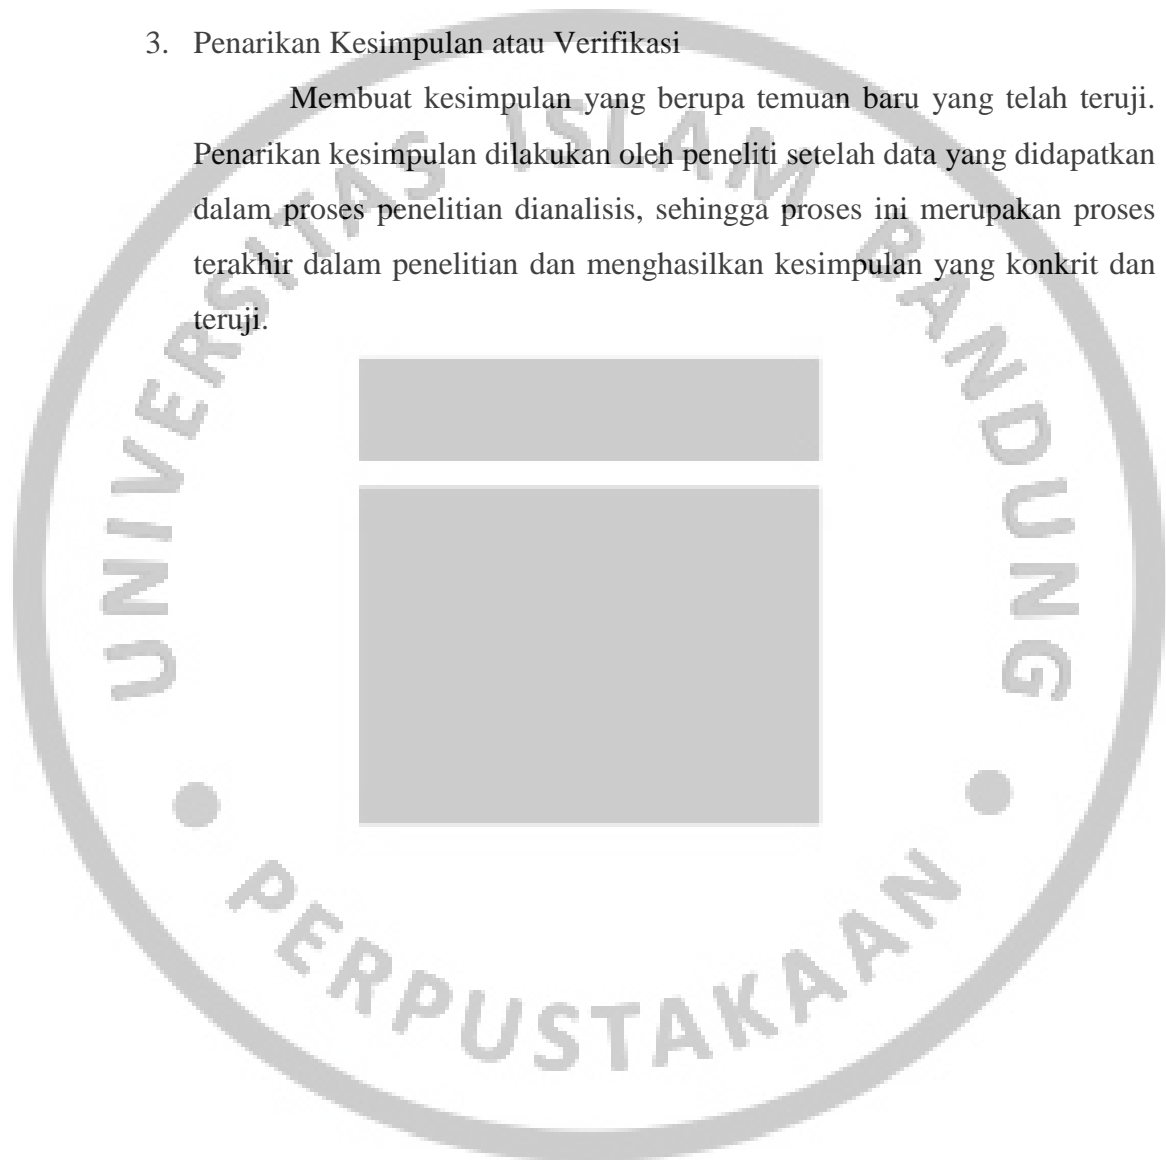 3. Penarikan Kesimpulan atau Verifikasi
Membuat kesimpulan yang berupa temuan baru yang telah teruji.
Penarikan kesimpulan dilakukan oleh peneliti setelah data yang didapatkan
dalam proses penelitian dianalisis, sehingga proses ini merupakan proses
terakhir dalam penelitian dan menghasilkan kesimpulan yang konkrit dan
teruji.
UNIVERSITAS ISLAM BANDUNG
• PERPUSTAKAAN •